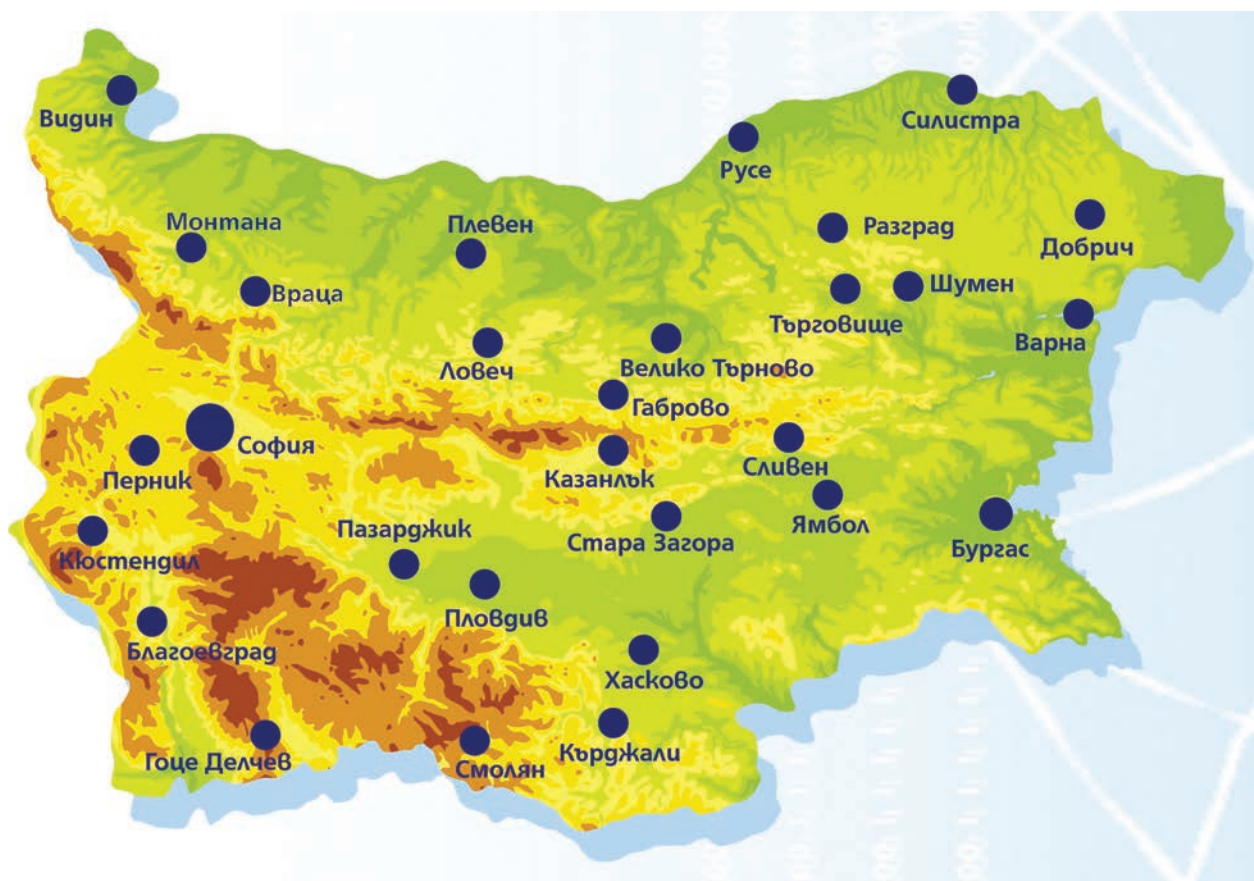 Видин
Силистра
Русе
Монтана
Плевен
Разград
Добрич
Враца
Шумен
Търговище
Варна
Ловеч
Велико Търново
Габрово
София
Перник
Казанлък
Сливен
Пазарджик
Стара Загора
Ямбол
Бургас
Кюстендил
Пловдив
Благоевград
Хасково
Гоце Делчев
Смолян
Кърджали